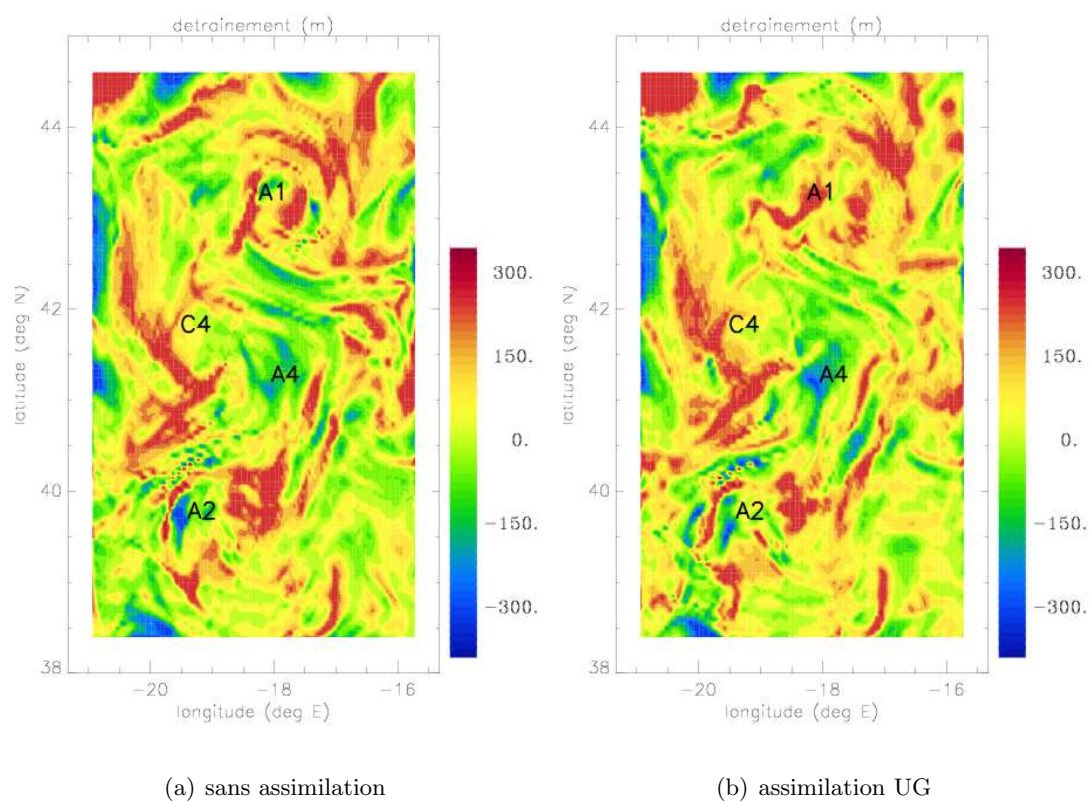 detrainement (m)
44
42
40
38
latitude (deg N)
A1
C4
A4
A2
-20
-18
-16
longitude (deg E)
300.
150.
0.
-150.
-300.
(a) sans assimilation
detrainement (m)
44
42
40
38
latitude (deg N)
A1
C4
A4
A2
-20
-18
-16
longitude (deg E)
300.
150.
0.
-150.
-300.
(b) assimilation UG